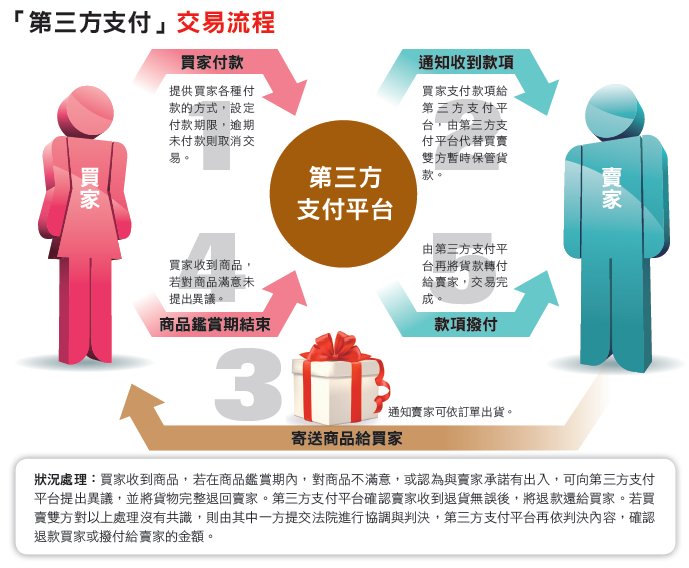 「第三方支付」交易流程
買家付款
提供買家各種付
款的方式，設定
付款期限，逾期
未付款則取消交
易。
1
通知收到款項
買家支付款項給
第三方支付平
台，由第三方支
付平台代替買賣
雙方暫時保管貨
款。
2
買家
第三方
支付平台
賣家
買家收到商品，
若對商品滿意未
提出異議。
4
商品鑑賞期結束
由第三方支付平
台再將貨款轉付
給賣家，交易完
成。
5
款項撥付
3
通知賣家可依訂單出貨。
寄送商品給買家
狀況處理：買家收到商品，若在商品鑑賞期內，對商品不滿意，或認為與賣家承諾有出入，可向第三方支付
平台提出異議，並將貨物完整退回賣家。第三方支付平台確認賣家收到退貨無誤後，將退款還給買家。若買
賣雙方對以上處理沒有共識，則由其中一方提交法院進行協調與判決，第三方支付平台再依判決內容，確認
退款買家或撥付給賣家的金額。